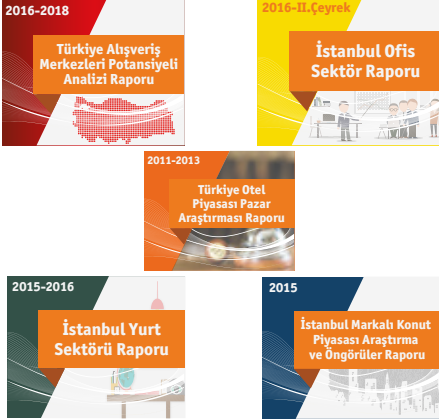 2016-2018
Türkiye Alışveriş
Merkezleri Potansiyeli
Analizi Raporu
2016-II.Çeyrek
İstanbul Ofis
Sektör Raporu
2011-2013
Türkiye Otel
Piyasası Pazar
Araştırması Raporu
2015-2016
İstanbul Yurt
Sektörü Raporu
2015
İstanbul Markalı Konut
Piyasası Araştırma
ve Öngörüler Raporu